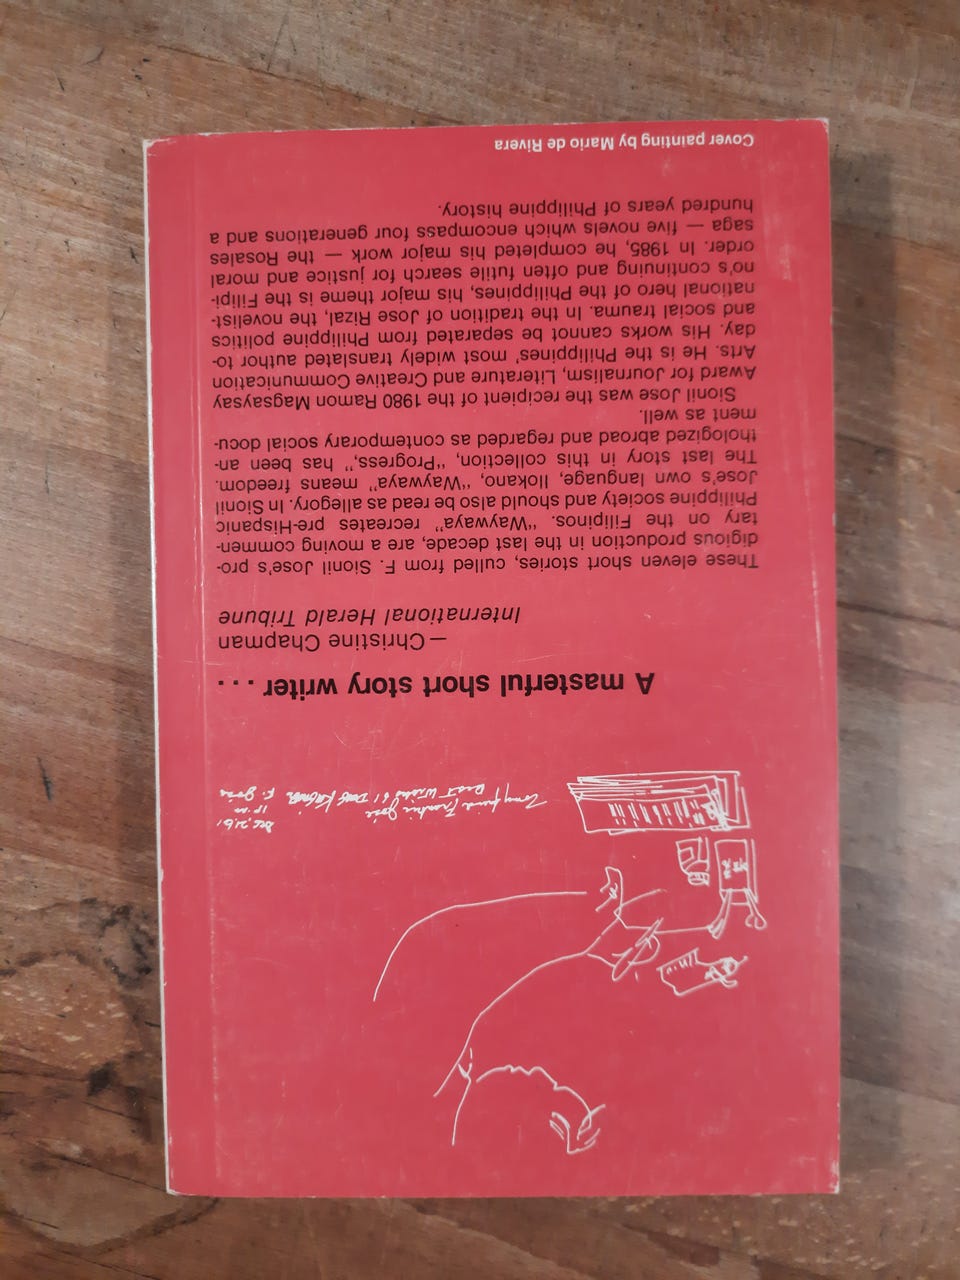 To my friend Frankie José
Best Wishes
F. José
A masterful short story writer . . .
—Christine Chapman
International Herald Tribune
These eleven short stories, culled from F. Sionil Jose's pro-
digious production in the last decade, are a moving commen-
tary on the Filipinos. "Waywaya" recreates pre-Hispanic
Philippine society and should also be read as allegory. In Sionil
Jose's own language, Ilokano, "Waywaya" means freedom.
The last story in this collection, "Progress," has been an-
thologized abroad and regarded as contemporary social docu-
ment as well.
Sionil Jose was the recipient of the 1980 Ramon Magsaysay
Award for Journalism, Literature and Creative Communication
Arts. He is the Philippines' most widely translated author to-
day. His works cannot be separated from Philippine politics
and social trauma. In the tradition of Jose Rizal, the novelist-
national hero of the Philippines, his major theme is the Filipi-
no's continuing and often futile search for justice and moral
order. In 1985, he completed his major work — the Rosales
saga — five novels which encompass four generations and a
hundred years of Philippine history.
Cover painting by Mario de Rivera